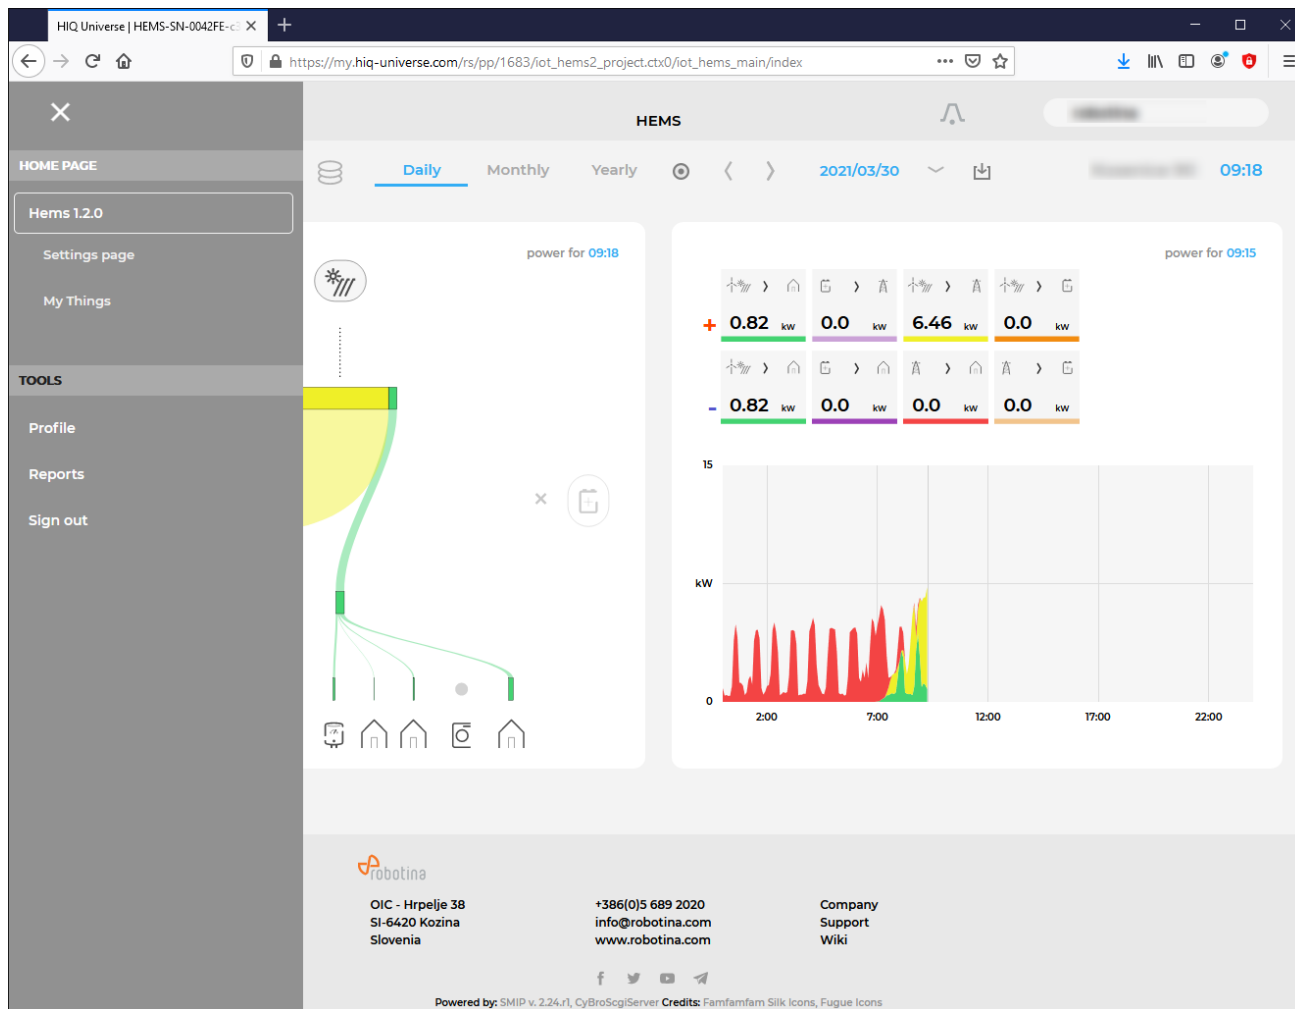 HIQ Universe | HEMS-SN-0042FE-c
https://my.hiq-universe.com/rs/pp/1683/iot_hems2_project.ctx0/iot_hems_main/index
HEMS
HOME PAGE
Hems 1.2.0
Settings page
My Things
TOOLS
Profile
Reports
Sign out
Daily Monthly Yearly 2021/03/30 09:18
power for 09:18
power for 09:15
+ 0.82 kW 0.0 kW 6.46 kW 0.0 kW
- 0.82 kW 0.0 kW 0.0 kW 0.0 kW
15
kW
0
2:00 7:00 12:00 17:00 22:00
robotina
OIC - Hrpelje 38
SI-6420 Kozina
Slovenia
+386(0)5 689 2020
info@robotina.com
www.robotina.com
Company
Support
Wiki
Powered by: SMIP v. 2.24.r1, CyBroScgiServer Credits: Famfamfam Silk Icons, Fugue Icons